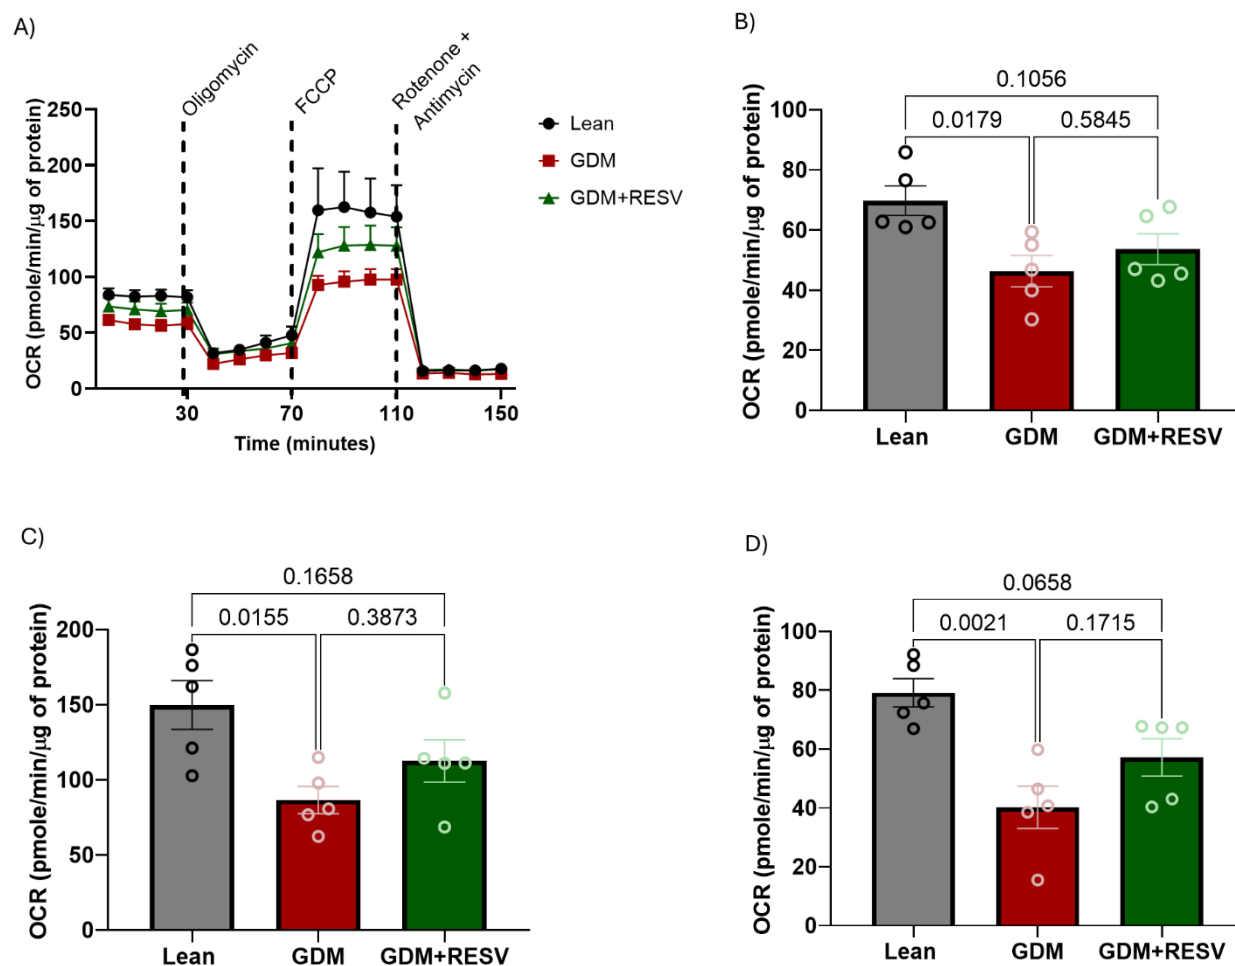 A)
Oligomycin
FCCP
Rotenone +
Antimycin
250
200
150
100
50
0
OCR (pmole/min/μg of protein)
30
70
110
150
Time (minutes)
Lean
GDM
GDM+RESV
B)
0.1056
0.0179
0.5845
100
80
60
40
20
0
OCR (pmole/min/μg of protein)
Lean
GDM
GDM+RESV
C)
0.1658
0.0155
0.3873
200
150
100
50
0
OCR (pmole/min/μg of protein)
Lean
GDM
GDM+RESV
D)
0.0658
0.0021
0.1715
100
80
60
40
20
0
OCR (pmole/min/μg of protein)
Lean
GDM
GDM+RESV